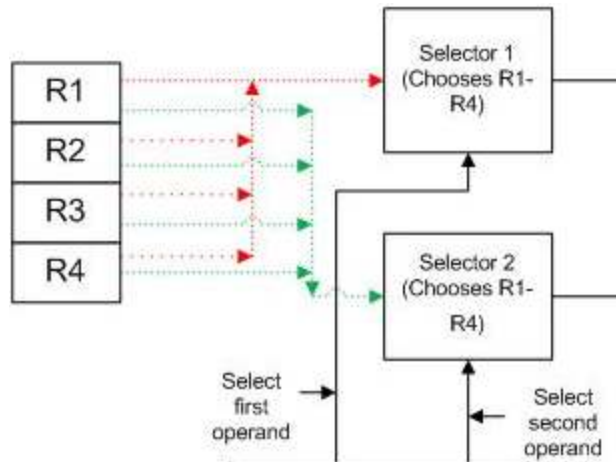 R1
R2
R3
R4
Selector 1
(Chooses R1-
R4)
Selector 2
(Chooses R1-
R4)
Select
first
operand
Select
second
operand